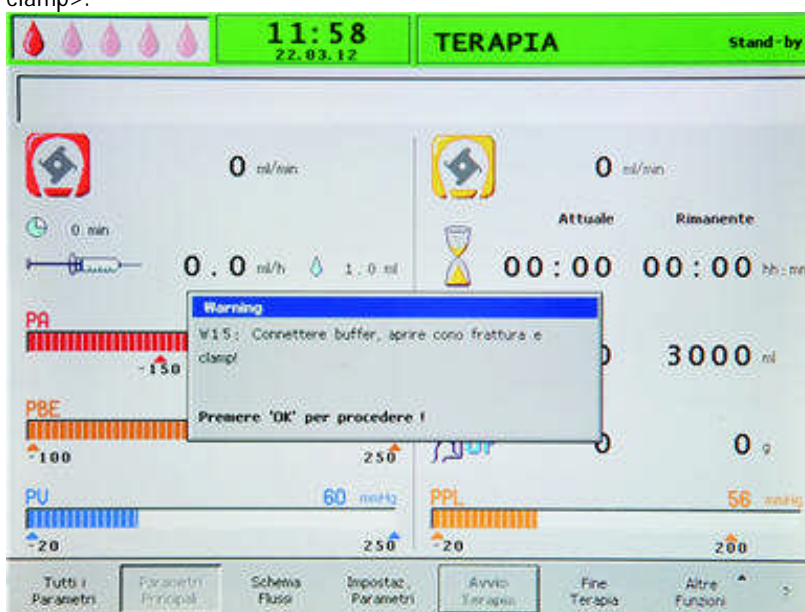 clamp>.
11:58
22.03.12
TERAPIA
Stand-by
0 ml/min
0 ml/min
0 min
Attuale Rimanente
0.0 ml/h 1.0 ml
00:00 00:00
PA
-150
Warning
W15: Connettere buffer, aprire cono frattura e
clamp!
Premere 'OK' per procedere !
3000 ml
PBE
-100 250
0 0 g
PV 60 mmHg
-20 250
PPL 56 mmHg
-20 200
Tutti i
Parametri
Parametri
Principali
Schema
Flussi
Impostaz.
Parametri
Avvio
Terapia
Fine
Terapia
Altre
Funzioni